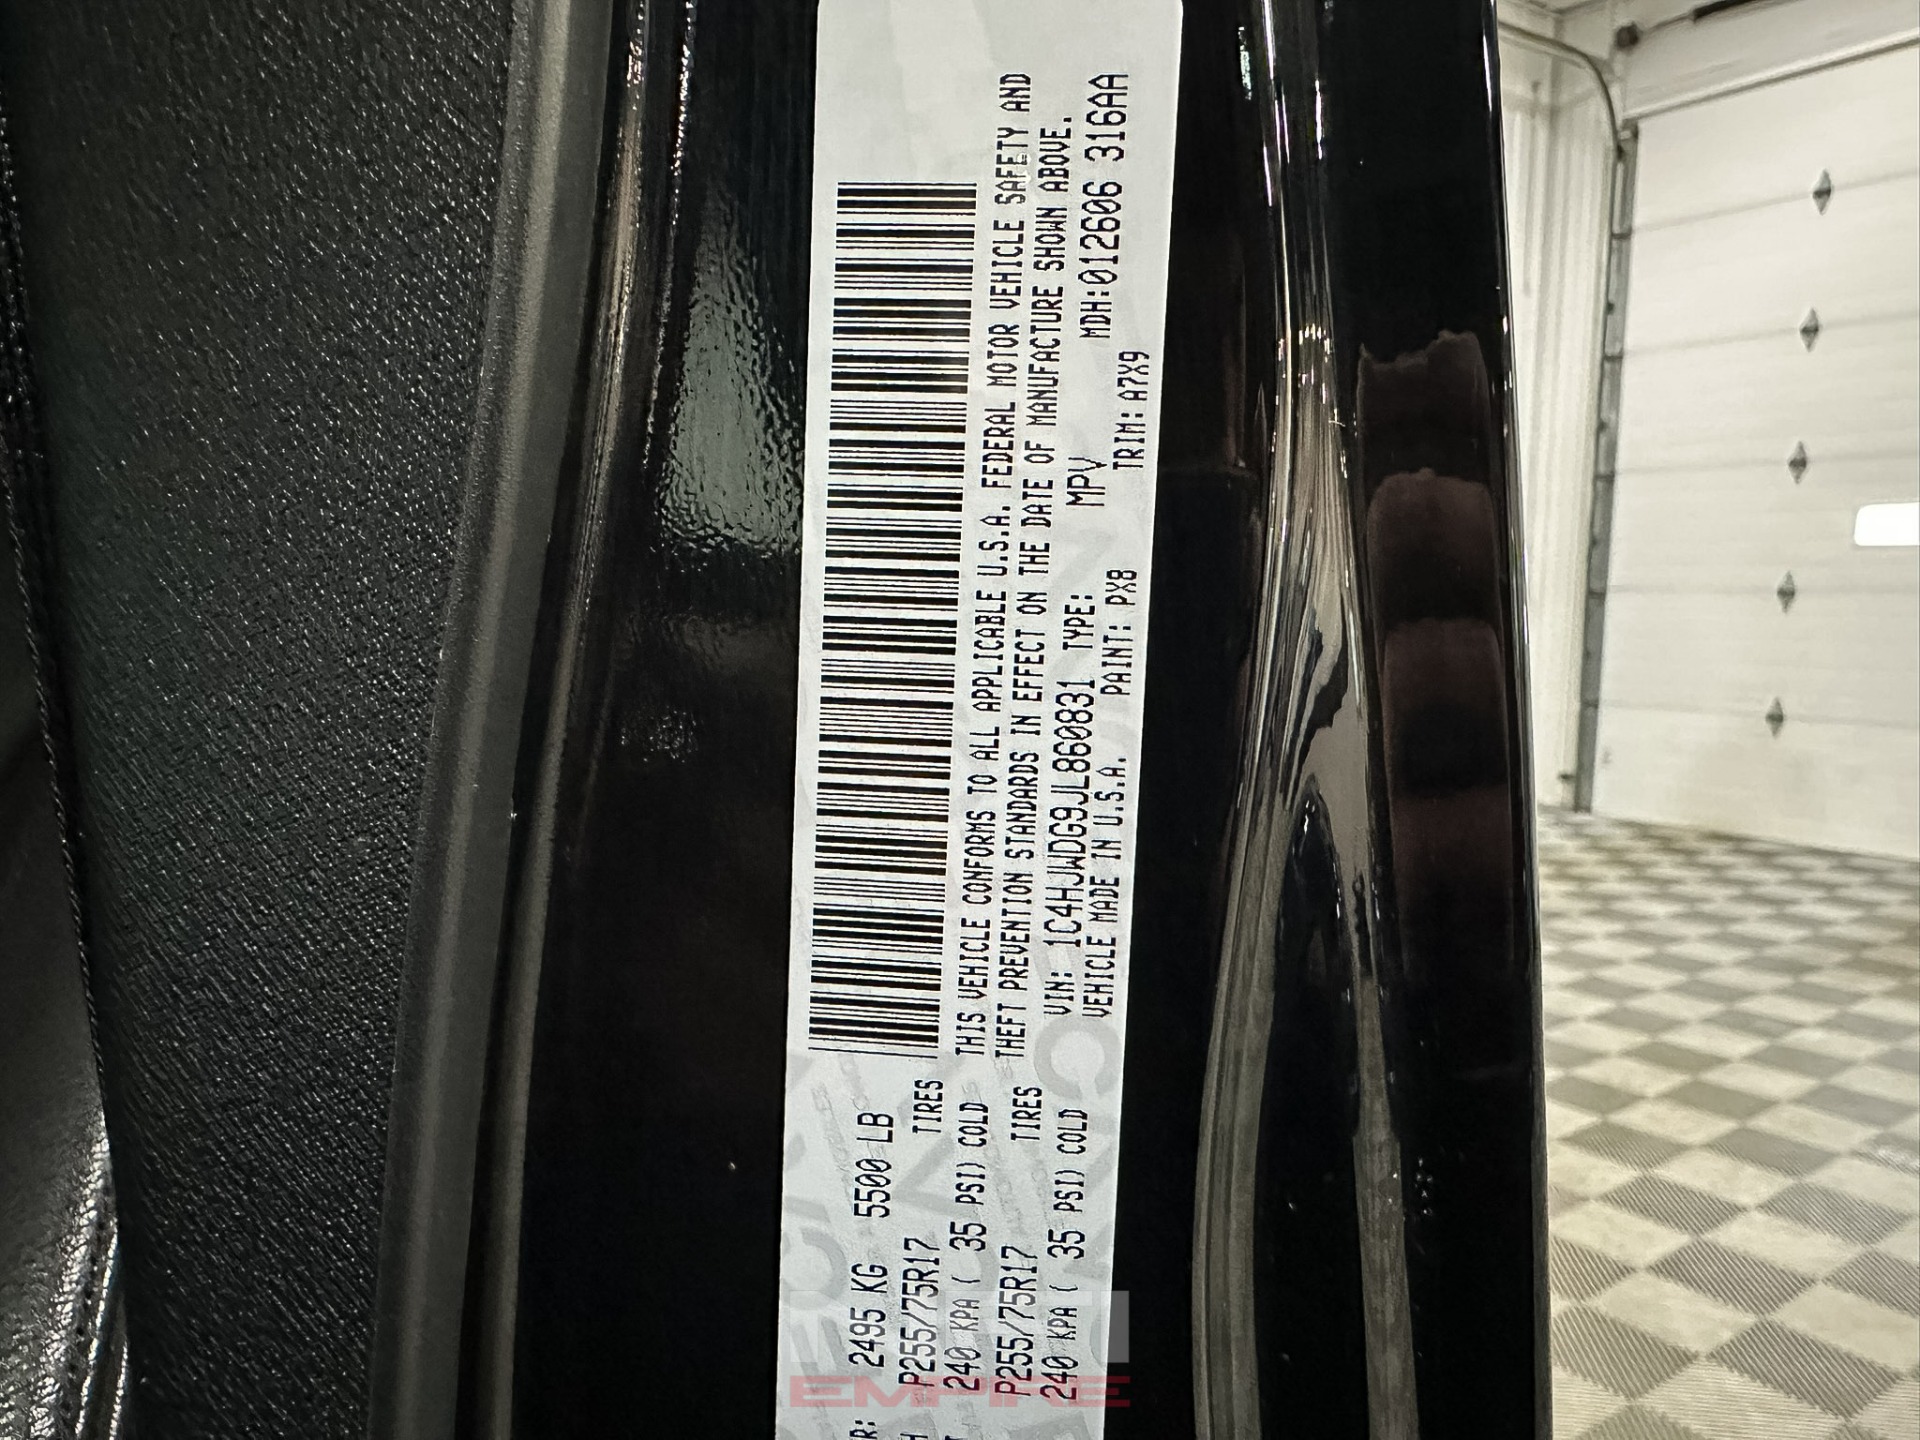 R: 2495 KG 5500 LB
P255/75R17 TIRES
240 KPA ( 35 PSI) COLD
P255/75R17 TIRES
240 KPA ( 35 PSI) COLD
THIS VEHICLE CONFORMS TO ALL APPLICABLE U.S.A. FEDERAL MOTOR VEHICLE SAFETY AND
THEFT PREVENTION STANDARDS IN EFFECT ON THE DATE OF MANUFACTURE SHOWN ABOVE.
VIN: 1C4HJWDG9JL860831 TYPE: MPV MDH:012606 316AA
VEHICLE MADE IN U.S.A. PAINT: PX8 TRIM: A7X9
EMPIRE